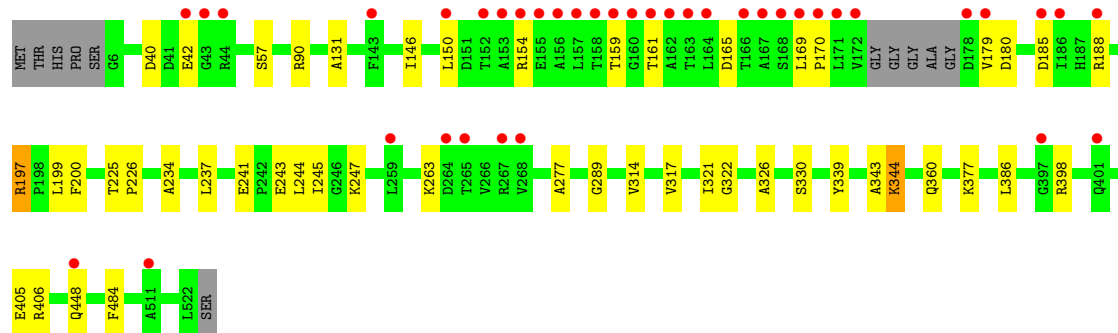 MET THR HIS PRO SER G6 D40 D41 E42 G43 R44 S57 R90 A131 F143 I146 L150 D151 T152 A153 R154 E155 A156 L157 T158 T159 G160 T161 A162 T163 L164 D165 T166 A167 S168 L169 P170 L171 V172 GLY GLY GLY ALA GLY D178 V179 D180 D185 I186 H187 R188
R197 P198 L199 F200 T225 P226 A234 L237 E241 P242 E243 L244 I245 G246 K247 L259 K263 D264 T265 V266 R267 V268 A277 G289 V314 V317 I321 G322 A326 S330 Y339 A343 K344 Q360 K377 L386 G397 R398 Q401
E405 R406 Q448 F484 A511 L522 SER